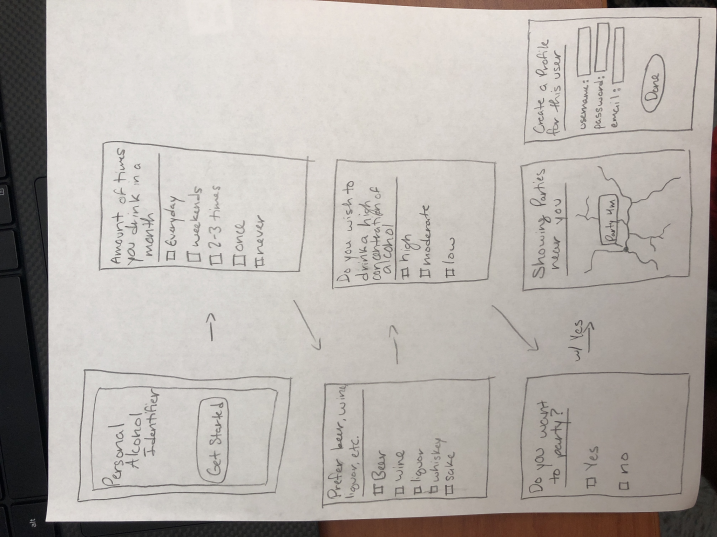 Personal
Alcohol
Identifier
Get Started
Amount of times
you drink in a
month
Everyday
weekends
2-3 times
once
never
Prefer beer, wine
liquor, etc.
Bear
wine
liquor
whiskey
sake
Do you wish to
drink a high
concentration of
alcohol
high
moderate
low
Do you want
to party?
Yes
no
w/ Yes
Showing Parties
near you
Party 4m
Create a Profile
for this user
username:
password:
email:
Done
alt